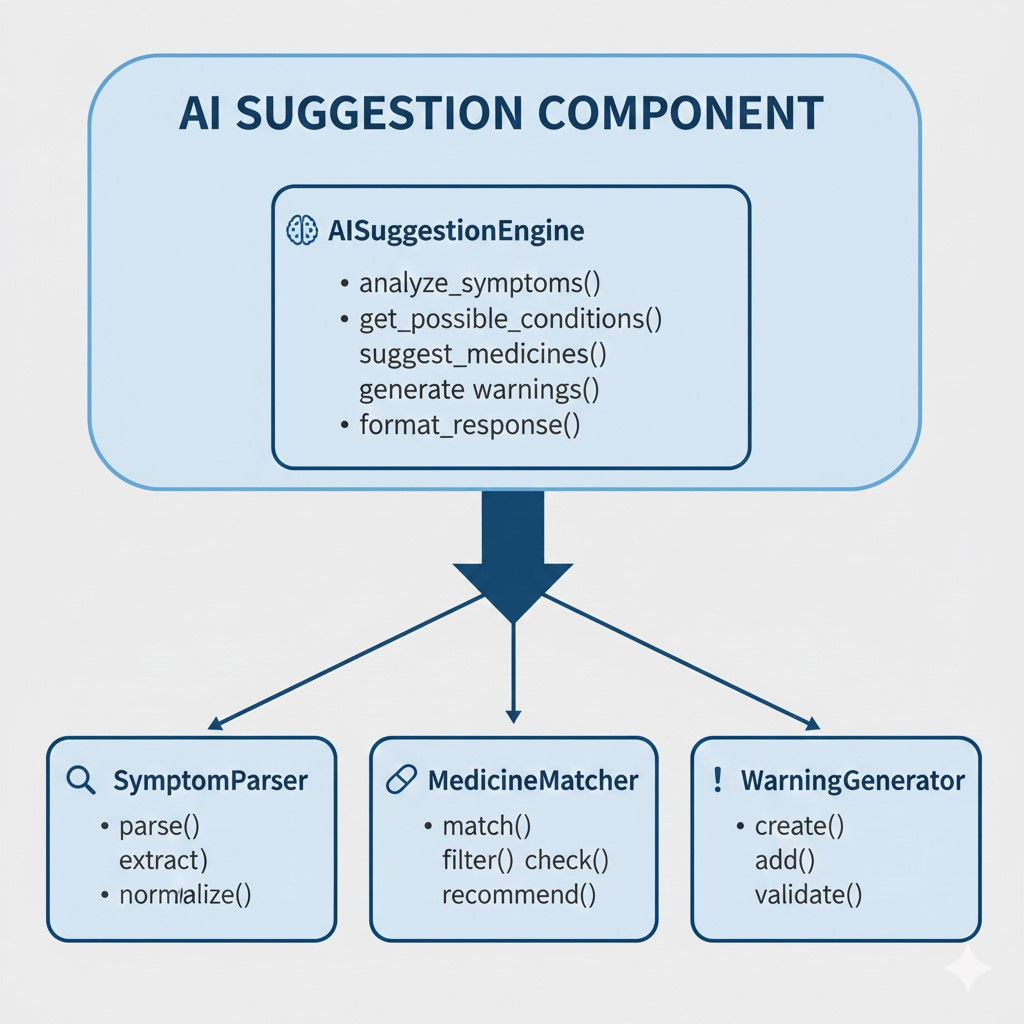 AI SUGGESTION COMPONENT
AISuggestionEngine
• analyze_symptoms()
• get_possible_conditions()
suggest_medicines()
generate warnings()
• format_response()
SymptomParser
• parse()
extract)
• normalize()
MedicineMatcher
• match()
filter() check()
recommend()
WarningGenerator
• create()
add()
validate()